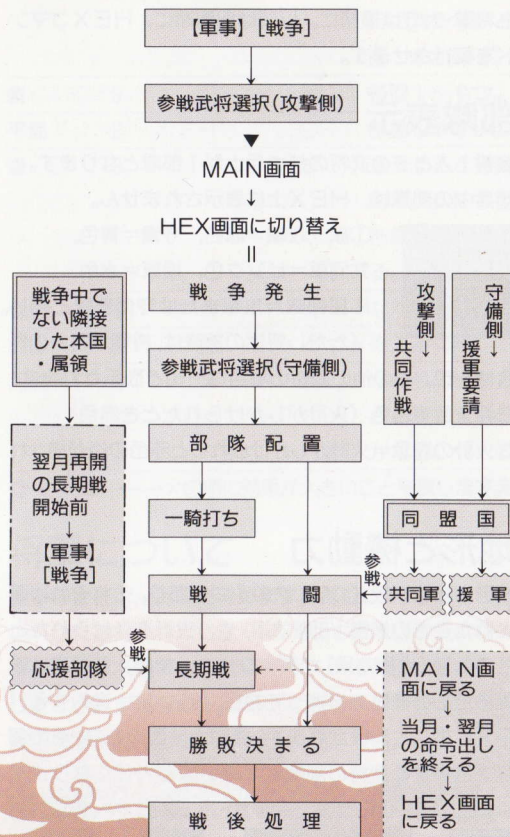 【軍事】[戦争]
参戦武将選択(攻撃側)
▼
MAIN画面
↓
HEX画面に切り替え
＝
戦争中で
ない隣接
した本国
・属領
翌月再開
の長期戦
開始前
↓
【軍事】
[戦争]
応援部隊
参戦
戦争発生
参戦武将選択(守備側)
部隊配置
一騎打ち
戦闘
長期戦
勝敗決まる
戦後処理
攻撃側→共同作戦
守備側→援軍要請
同盟国
参戦
共同軍
援軍
MAIN画
面に戻る
↓
当月・翌月
の命令出し
を終える
↓
HEX画面
に戻る